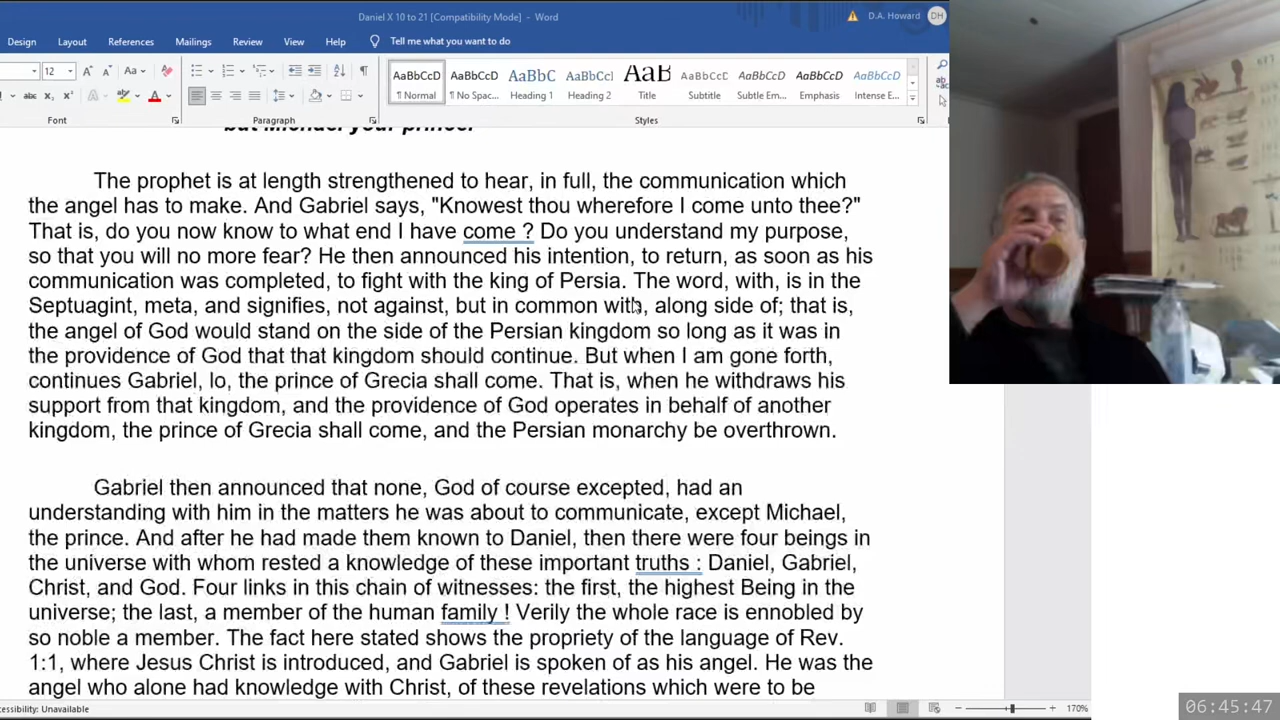 Daniel X 10 to 21 [Compatibility Mode] - Word
D.A. Howard DH
Design Layout References Mailings Review View Help Tell me what you want to do
12 Aa
AaBbCcD AaBbCcD AaBbC AaBbCc AaB AaBbCcD AaBbCcD AaBbCcD AaBbCcD
¶ Normal ¶ No Spac... Heading 1 Heading 2 Title Subtitle Subtle Em... Emphasis Intense E...
Font Paragraph Styles
but Michael your prince.
The prophet is at length strengthened to hear, in full, the communication which
the angel has to make. And Gabriel says, "Knowest thou wherefore I come unto thee?"
That is, do you now know to what end I have come ? Do you understand my purpose,
so that you will no more fear? He then announced his intention, to return, as soon as his
communication was completed, to fight with the king of Persia. The word, with, is in the
Septuagint, meta, and signifies, not against, but in common with, along side of; that is,
the angel of God would stand on the side of the Persian kingdom so long as it was in
the providence of God that that kingdom should continue. But when I am gone forth,
continues Gabriel, lo, the prince of Grecia shall come. That is, when he withdraws his
support from that kingdom, and the providence of God operates in behalf of another
kingdom, the prince of Grecia shall come, and the Persian monarchy be overthrown.
Gabriel then announced that none, God of course excepted, had an
understanding with him in the matters he was about to communicate, except Michael,
the prince. And after he had made them known to Daniel, then there were four beings in
the universe with whom rested a knowledge of these important truths : Daniel, Gabriel,
Christ, and God. Four links in this chain of witnesses: the first, the highest Being in the
universe; the last, a member of the human family ! Verily the whole race is ennobled by
so noble a member. The fact here stated shows the propriety of the language of Rev.
1:1, where Jesus Christ is introduced, and Gabriel is spoken of as his angel. He was the
angel who alone had knowledge with Christ, of these revelations which were to be
ccessibility: Unavailable
170%
06:45:47